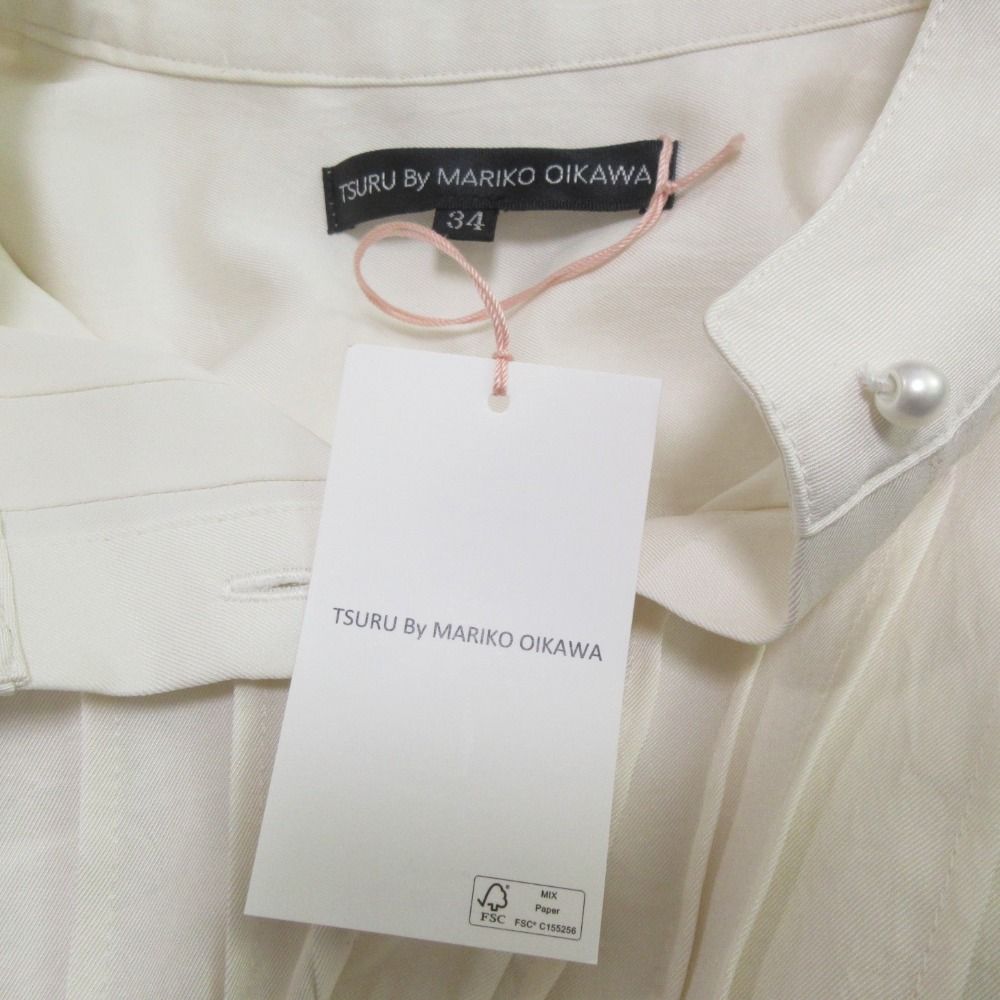 TSURU By MARIKO OIKAWA
34
TSURU By MARIKO OIKAWA
FSC
MIX
Paper
FSC® C155256